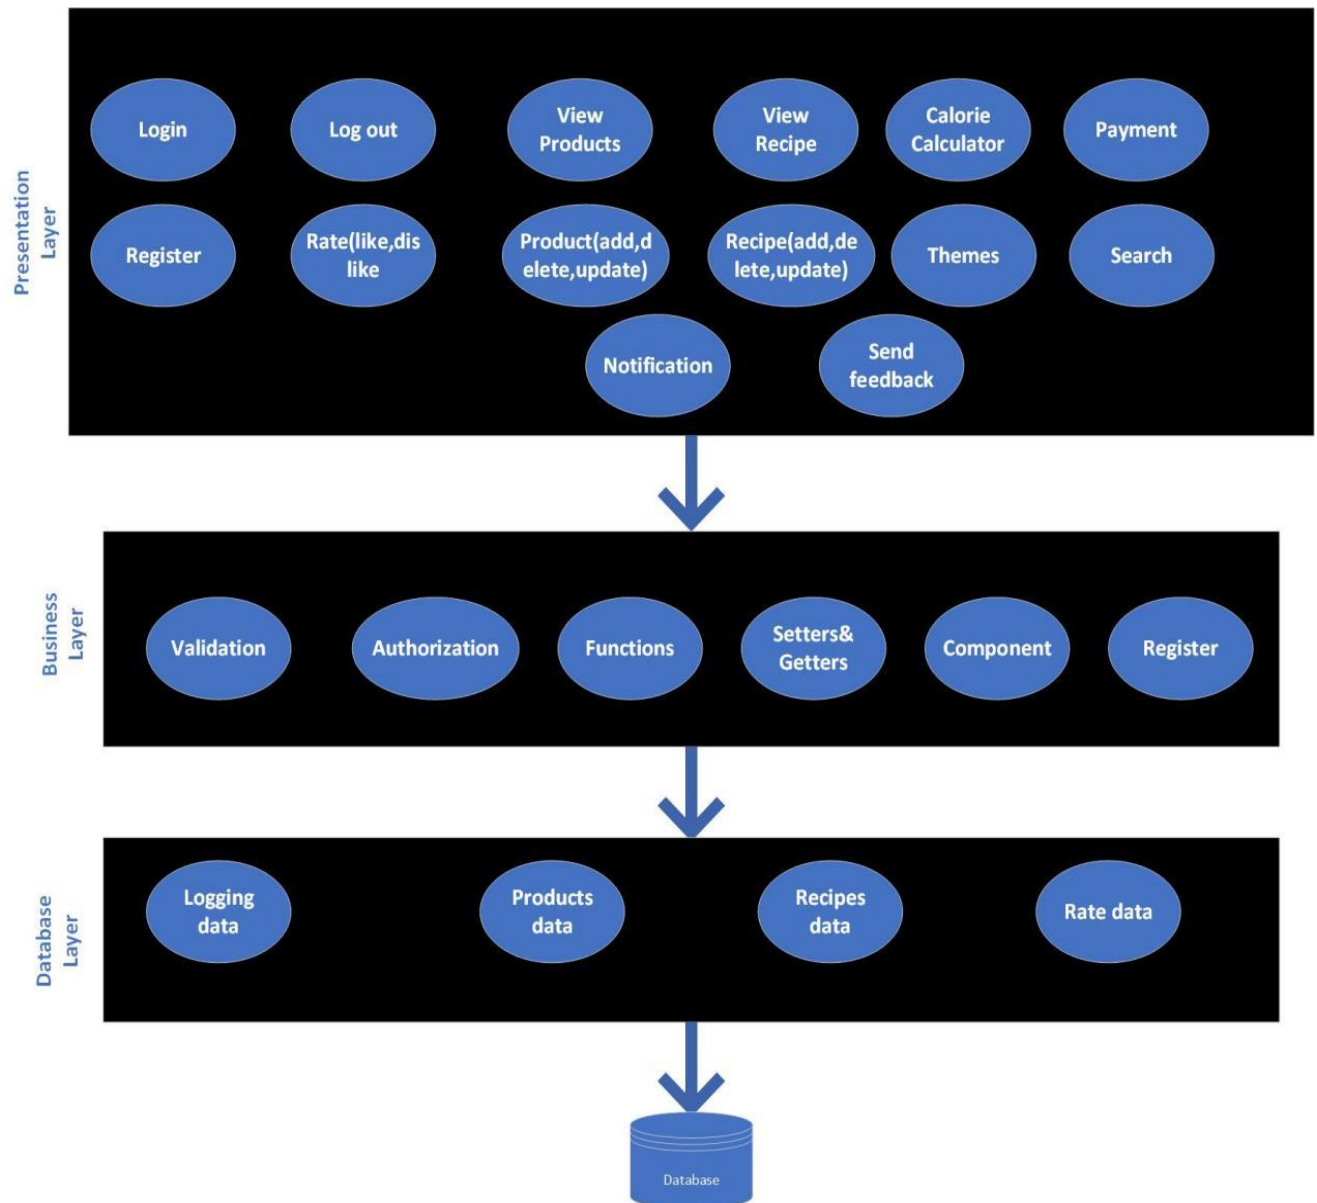 Presentation
Layer
Login
Log out
View
Products
View
Recipe
Calorie
Calculator
Payment
Register
Rate(like,dis
like
Product(add,d
elete,update)
Recipe(add,de
lete,update)
Themes
Search
Notification
Send
feedback
Business
Layer
Validation
Authorization
Functions
Setters&
Getters
Component
Register
Database
Layer
Logging
data
Products
data
Recipes
data
Rate data
Database